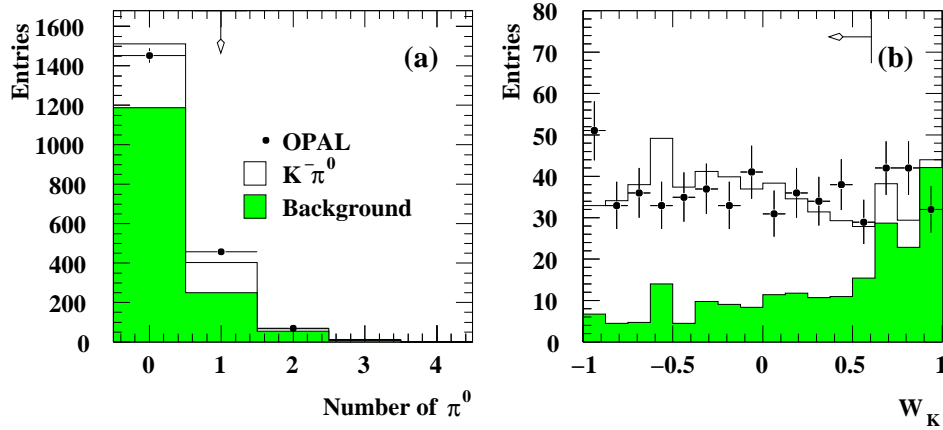 Entries
1600
1400
1200
1000
800
600
400
200
0
0 1 2 3 4
Number of π⁰
(a)
OPAL
K⁻π⁰
Background
Entries
80
70
60
50
40
30
20
10
0
−1 −0.5 0 0.5 1
W_K
(b)